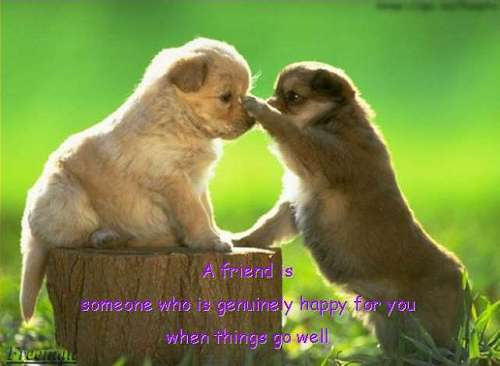 A friend is
someone who is genuinely happy for you
when things go well